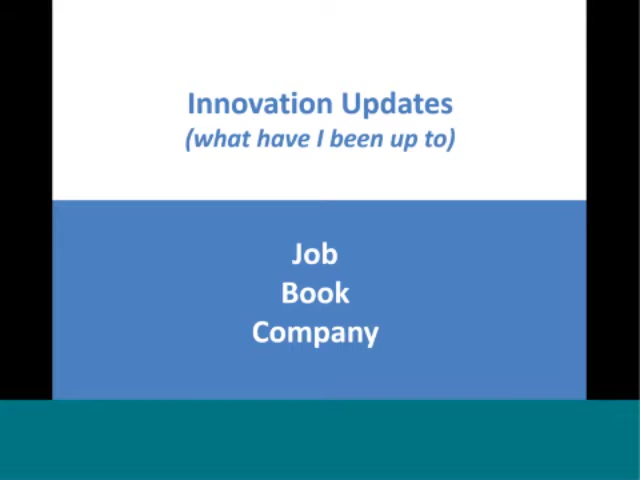 Innovation Updates
(what have I been up to)
Job
Book
Company